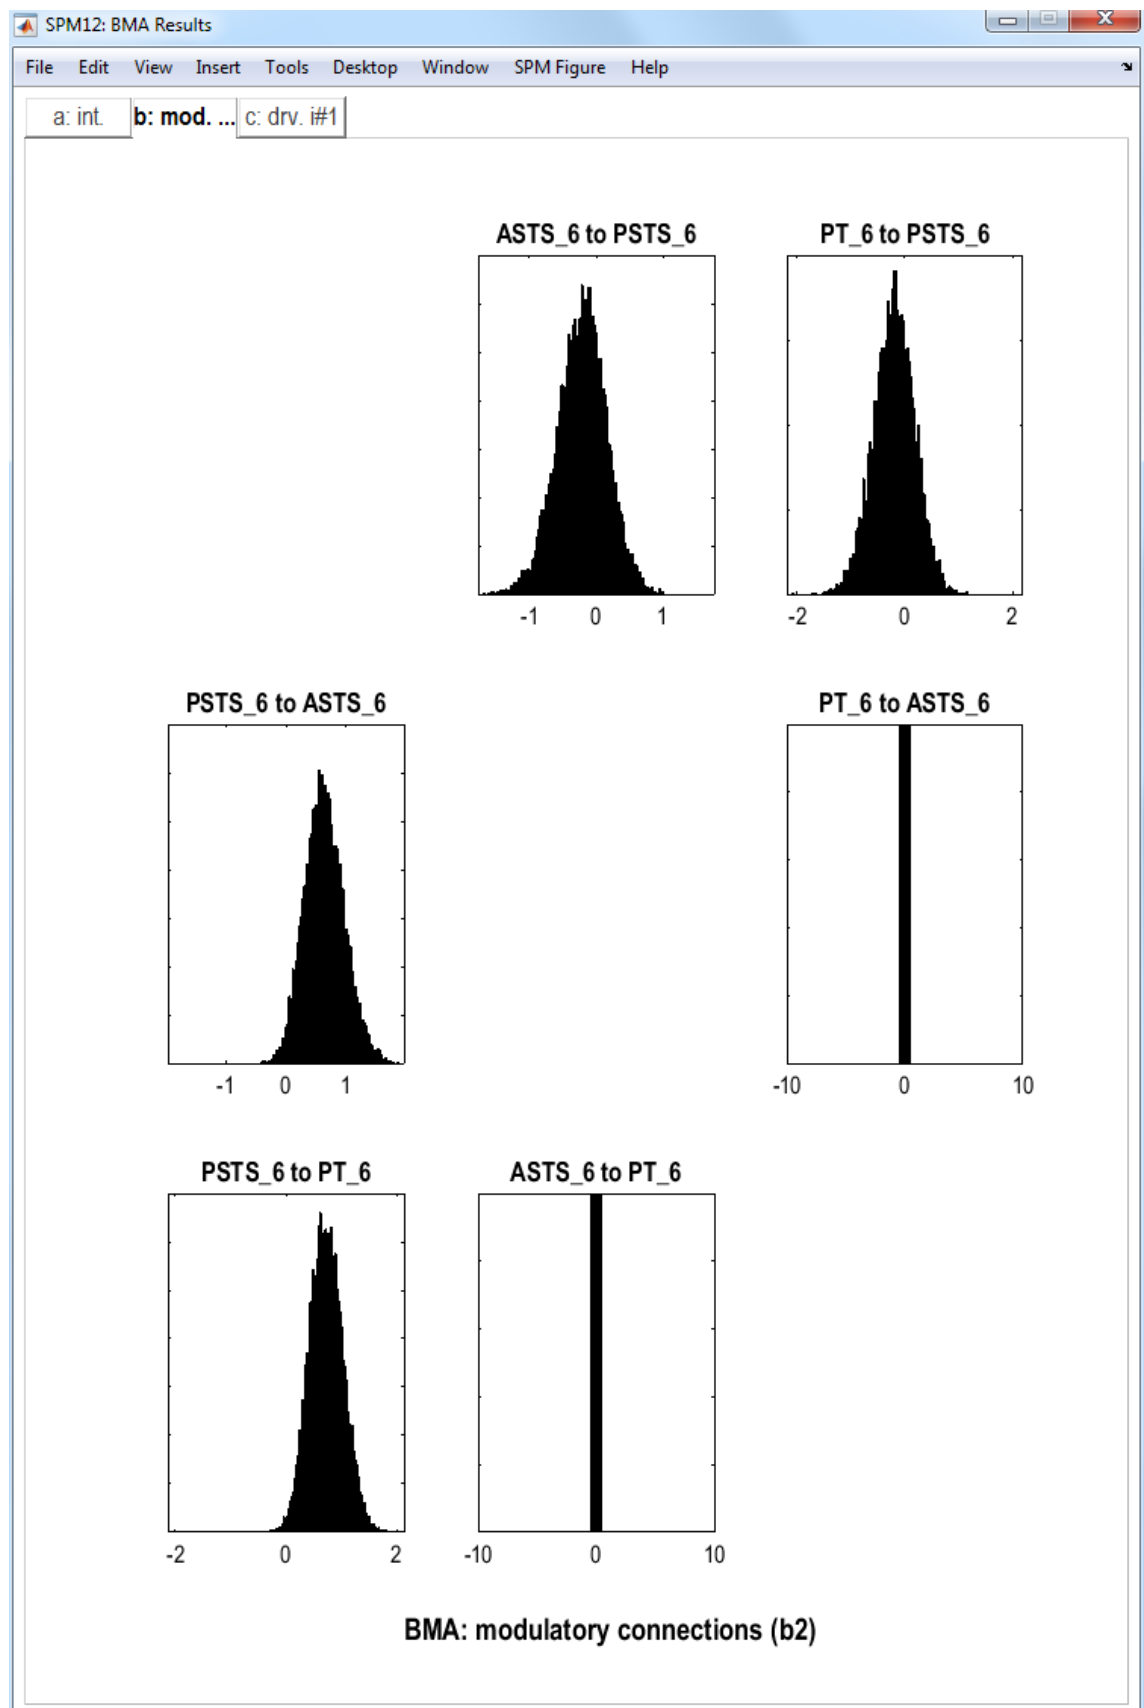 SPM12: BMA Results
File Edit View Insert Tools Desktop Window SPM Figure Help
a: int. b: mod. ... c: drv. i#1
ASTS_6 to PSTS_6 PT_6 to PSTS_6
-1 0 1 -2 0 2
PSTS_6 to ASTS_6 PT_6 to ASTS_6
-1 0 1 -10 0 10
PSTS_6 to PT_6 ASTS_6 to PT_6
-2 0 2 -10 0 10
BMA: modulatory connections (b2)